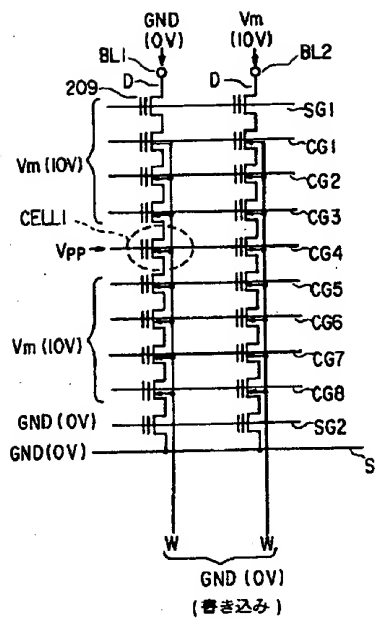 GND
(0V)
Vm
(10V)
BL1
BL2
D
D
209
SG1
CG1
Vm(10V)
CG2
CG3
CELL1
VPP
CG4
CG5
Vm(10V)
CG6
CG7
CG8
GND(0V)
SG2
GND(0V)
S
W
W
GND(0V)
(書き込み)